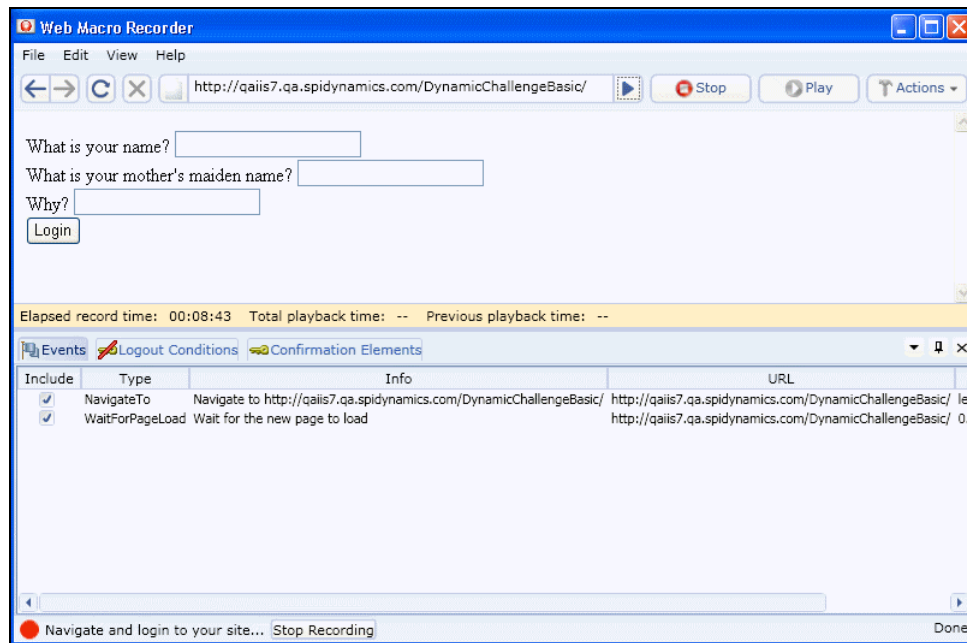 Web Macro Recorder
File Edit View Help
http://qaiis7.qa.spidynamics.com/DynamicChallengeBasic/ Stop Play Actions
What is your name?
What is your mother's maiden name?
Why?
Login
Elapsed record time: 00:08:43 Total playback time: -- Previous playback time: --
Events Logout Conditions Confirmation Elements
Include Type Info URL
NavigateTo Navigate to http://qaiis7.qa.spidynamics.com/DynamicChallengeBasic/ http://qaiis7.qa.spidynamics.com/DynamicChallengeBasic/ le
WaitForPageLoad Wait for the new page to load http://qaiis7.qa.spidynamics.com/DynamicChallengeBasic/ 0.
Navigate and login to your site... Stop Recording Done